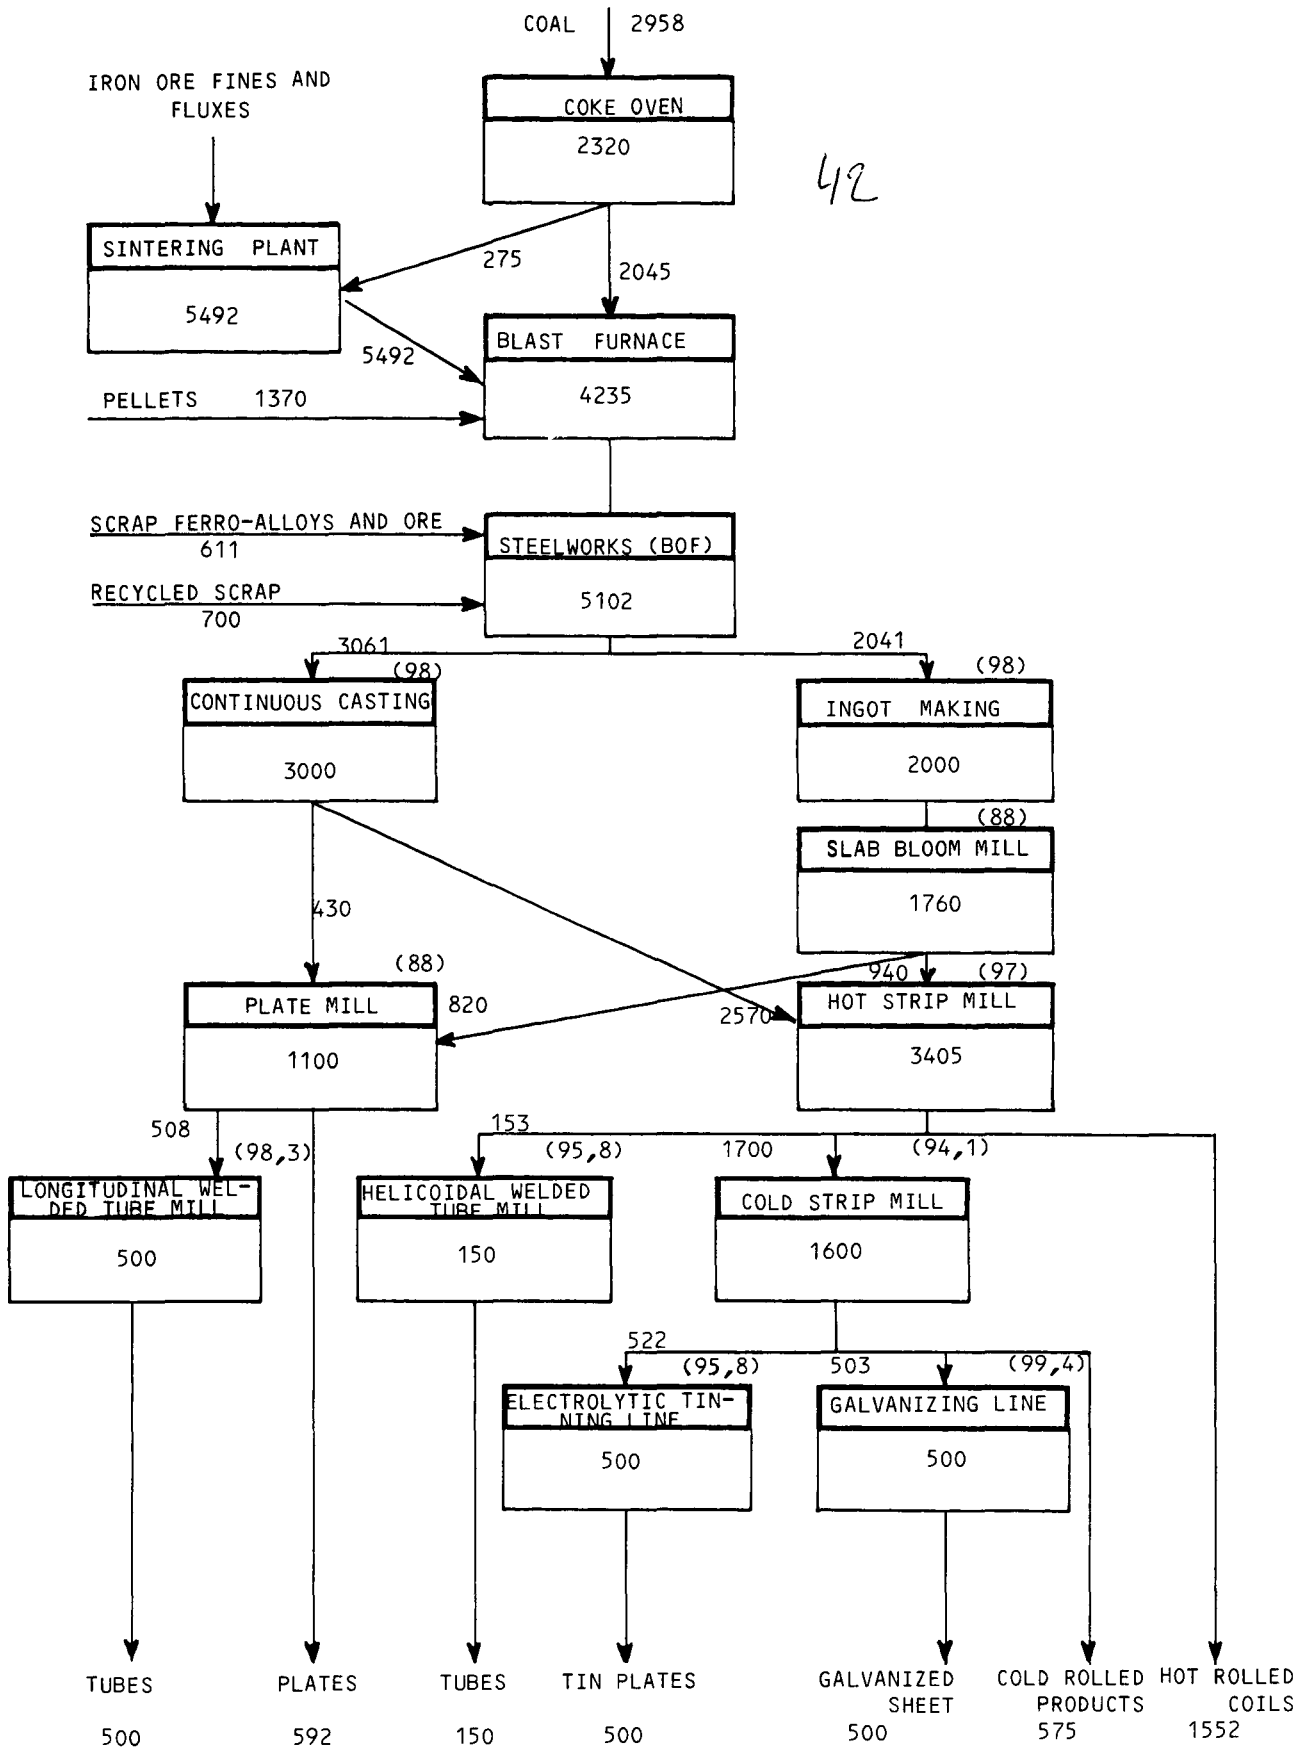 COAL 2958
IRON ORE FINES AND
FLUXES
COKE OVEN
2320
42
SINTERING PLANT
5492
275
2045
BLAST FURNACE
4235
5492
PELLETS 1370
SCRAP FERRO-ALLOYS AND ORE
611
STEELWORKS (BOF)
5102
RECYCLED SCRAP
700
3061
2041
(98)
(98)
CONTINUOUS CASTING
3000
INGOT MAKING
2000
(88)
SLAB BLOOM MILL
1760
430
(88)
940
(97)
PLATE MILL
1100
820
2570
HOT STRIP MILL
3405
508
(98,3)
153
(95,8)
1700
(94,1)
LONGITUDINAL WEL-
DED TUBE MILL
500
HELICOIDAL WELDED
TUBE MILL
150
COLD STRIP MILL
1600
522
(95,8)
503
(99,4)
ELECTROLYTIC TIN-
NING LINE
500
GALVANIZING LINE
500
TUBES
500
PLATES
592
TUBES
150
TIN PLATES
500
GALVANIZED
SHEET
500
COLD ROLLED
PRODUCTS
575
HOT ROLLED
COILS
1552